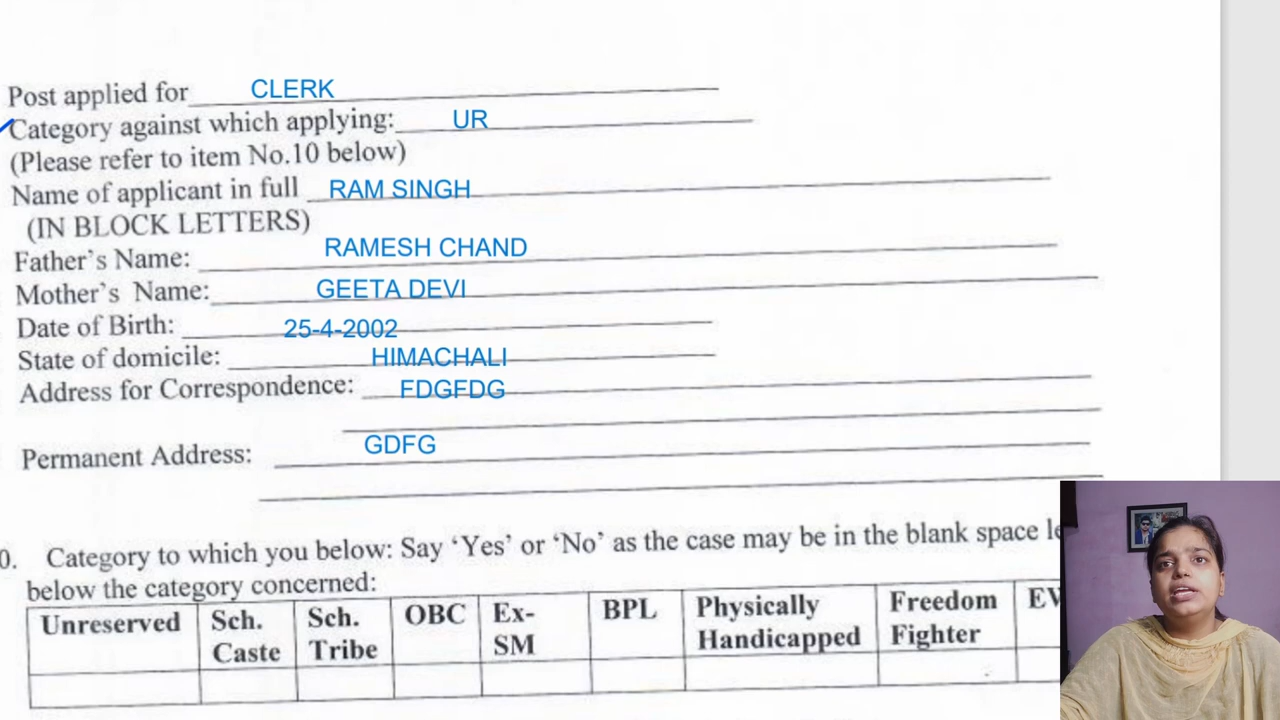 Post applied for CLERK
Category against which applying: UR
(Please refer to item No.10 below)
Name of applicant in full RAM SINGH
(IN BLOCK LETTERS)
Father's Name: RAMESH CHAND
Mother's Name: GEETA DEVI
Date of Birth: 25-4-2002
State of domicile: HIMACHALI
Address for Correspondence: FDGFDG
Permanent Address: GDFG
0. Category to which you below: Say 'Yes' or 'No' as the case may be in the blank space le
below the category concerned:
Unreserved Sch. Caste Sch. Tribe OBC Ex-SM BPL Physically Handicapped Freedom Fighter